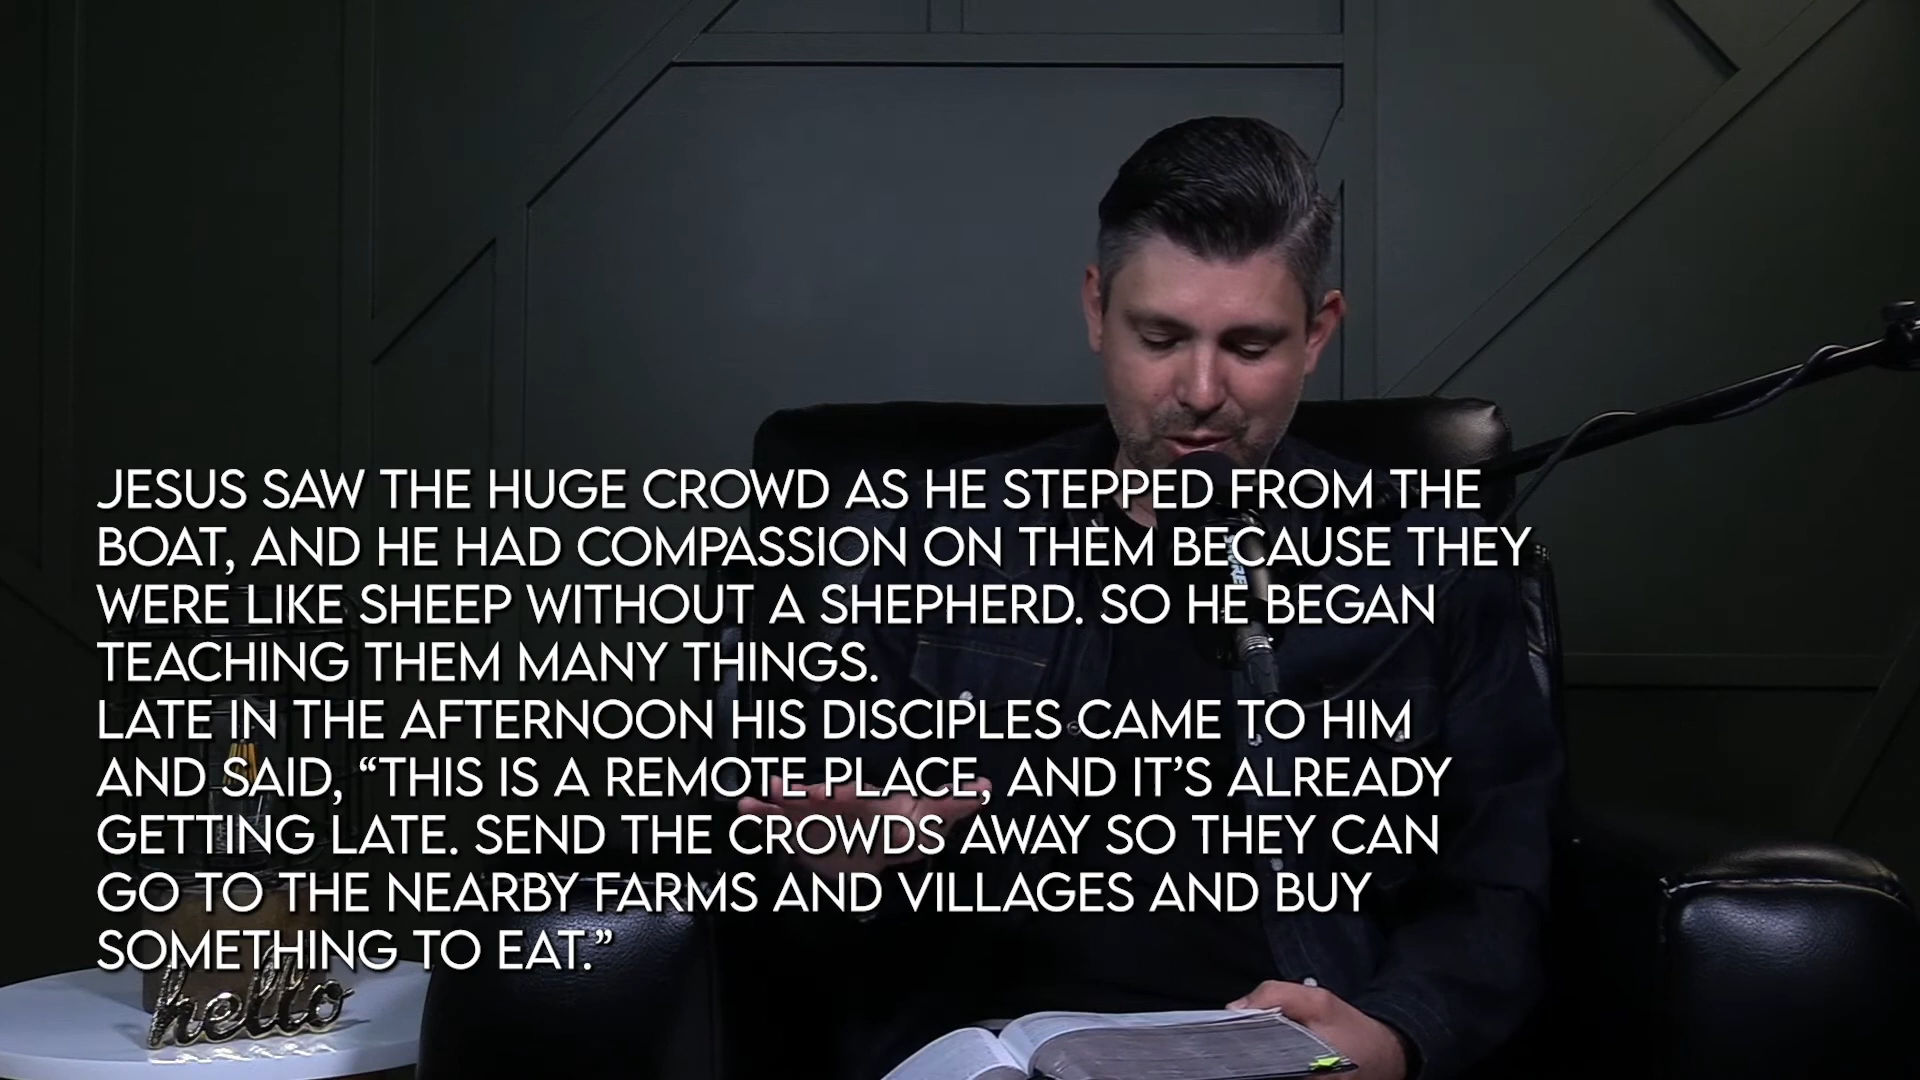 JESUS SAW THE HUGE CROWD AS HE STEPPED FROM THE
BOAT, AND HE HAD COMPASSION ON THEM BECAUSE THEY
WERE LIKE SHEEP WITHOUT A SHEPHERD. SO HE BEGAN
TEACHING THEM MANY THINGS.
LATE IN THE AFTERNOON HIS DISCIPLES CAME TO HIM
AND SAID, “THIS IS A REMOTE PLACE, AND IT’S ALREADY
GETTING LATE. SEND THE CROWDS AWAY SO THEY CAN
GO TO THE NEARBY FARMS AND VILLAGES AND BUY
SOMETHING TO EAT.”
hello
SHURE